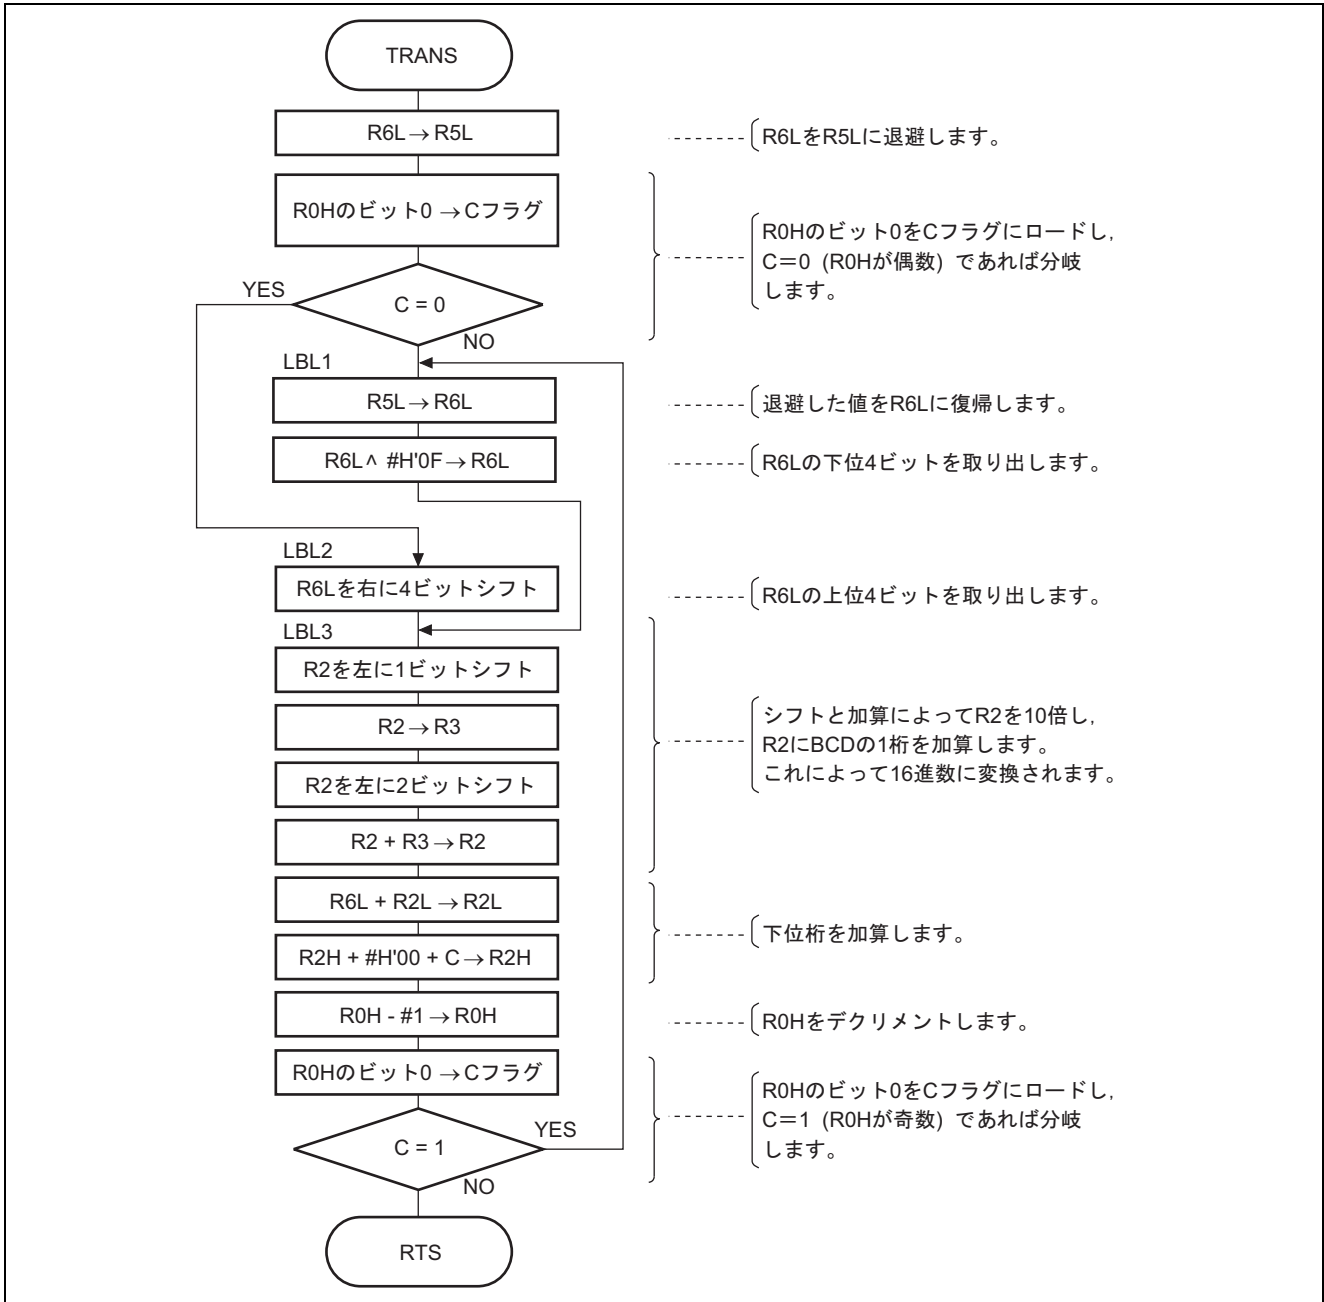 TRANS
R6L→R5L
R6LをR5Lに退避します。
R0Hのビット0 →Cフラグ
R0Hのビット0をCフラグにロードし,
C＝0 (R0Hが偶数) であれば分岐
します。
YES
C = 0
NO
LBL1
R5L→R6L
退避した値をR6Lに復帰します。
R6L∧ #H'0F→R6L
R6Lの下位4ビットを取り出します。
LBL2
R6Lを右に4ビットシフト
R6Lの上位4ビットを取り出します。
LBL3
R2を左に1ビットシフト
R2→R3
R2を左に2ビットシフト
R2 + R3→R2
シフトと加算によってR2を10倍し,
R2にBCDの1桁を加算します。
これによって16進数に変換されます。
R6L + R2L →R2L
R2H + #H'00 + C→R2H
下位桁を加算します。
R0H - #1→R0H
R0Hをデクリメントします。
R0Hのビット0 →Cフラグ
R0Hのビット0をCフラグにロードし,
C＝1 (R0Hが奇数) であれば分岐
します。
C = 1
YES
NO
RTS